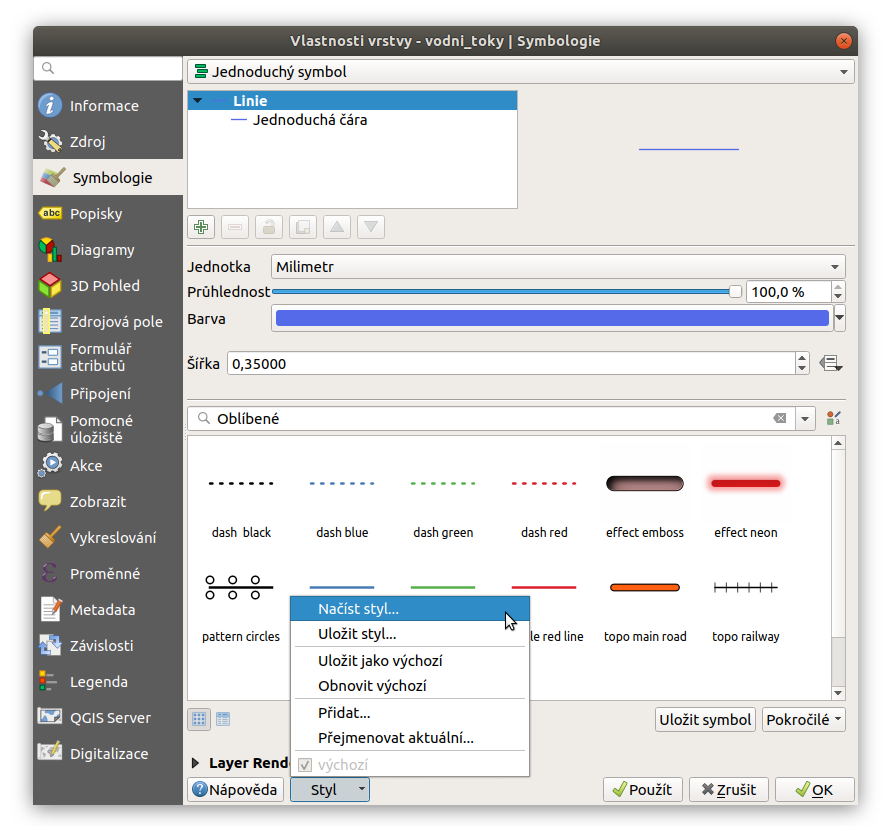 Vlastnosti vrstvy - vodni_toky | Symbologie
Informace
Zdroj
Symbologie
abc Popisky
Diagramy
3D Pohled
Zdrojová pole
Formulář
atributů
Připojení
Pomocné
úložiště
Akce
Zobrazit
Vykreslování
ε Proměnné
Metadata
Závislosti
Legenda
QGIS Server
Digitalizace
Jednoduchý symbol
Linie
Jednoduchá čára
Jednotka Milimetr
Průhlednost 100,0 %
Barva
Šířka 0,35000
Oblíbené
dash black dash blue dash green dash red effect emboss effect neon
pattern circles le red line topo main road topo railway
Načíst styl...
Uložit styl...
Uložit jako výchozí
Obnovit výchozí
Přidat...
Přejmenovat aktuální...
výchozí
Uložit symbol Pokročilé
Layer Rend
Nápověda Styl Použít Zrušit OK